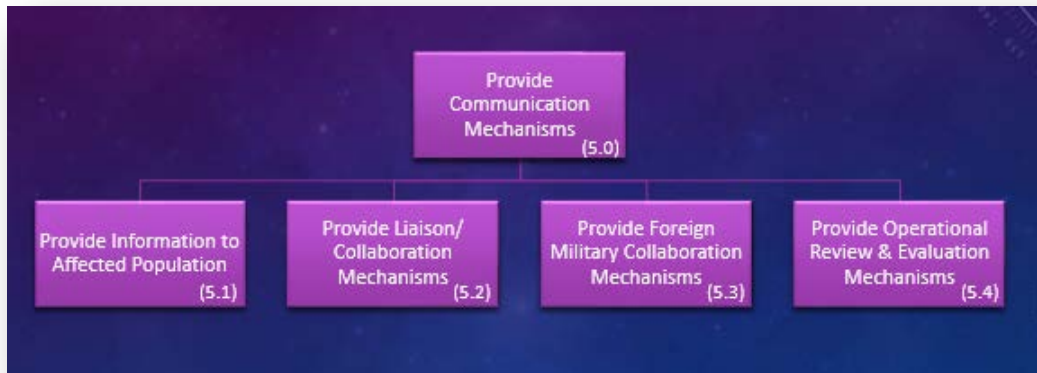 Provide
Communication
Mechanisms
(5.0)
Provide Information to
Affected Population
(5.1)
Provide Liaison/
Collaboration
Mechanisms
(5.2)
Provide Foreign
Military Collaboration
Mechanisms
(5.3)
Provide Operational
Review & Evaluation
Mechanisms
(5.4)